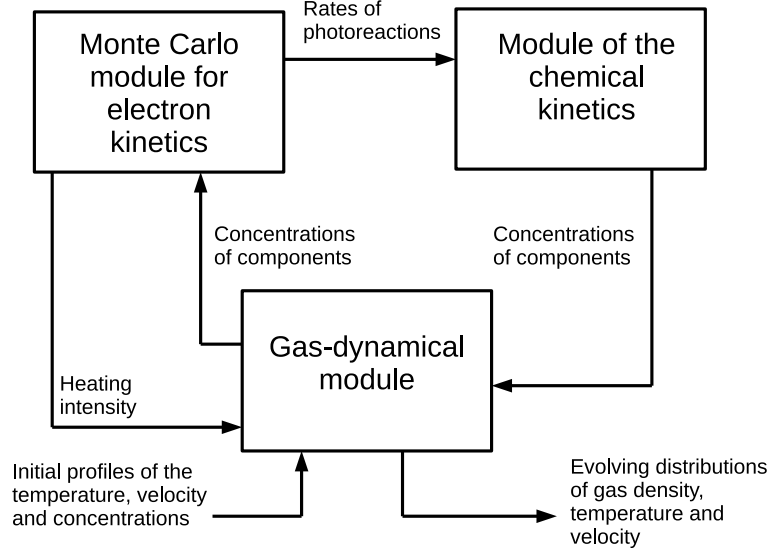 Rates of
photoreactions
Monte Carlo
module for
electron
kinetics
Module of the
chemical
kinetics
Concentrations
of components
Concentrations
of components
Gas-dynamical
module
Heating
intensity
Initial profiles of the
temperature, velocity
and concentrations
Evolving distributions
of gas density,
temperature and
velocity